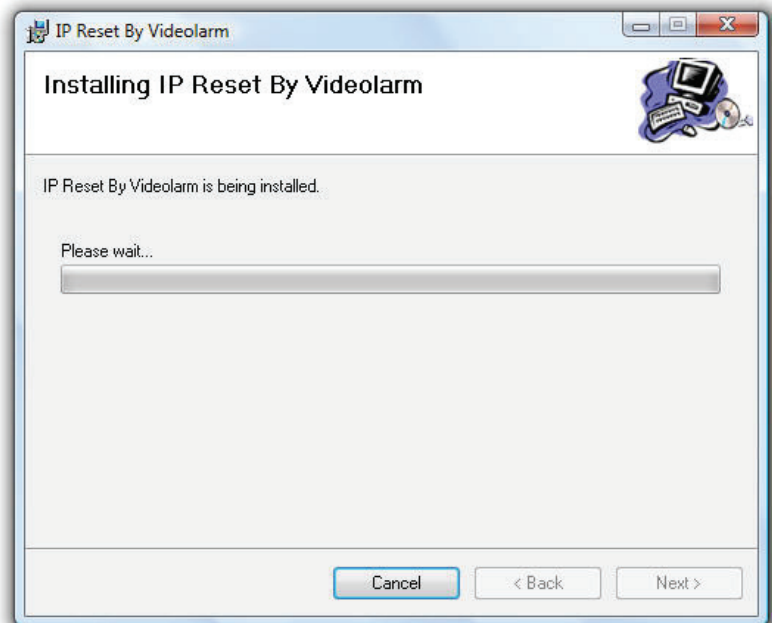 IP Reset By Videolarm
Installing IP Reset By Videolarm
IP Reset By Videolarm is being installed.
Please wait...
Cancel
< Back
Next >